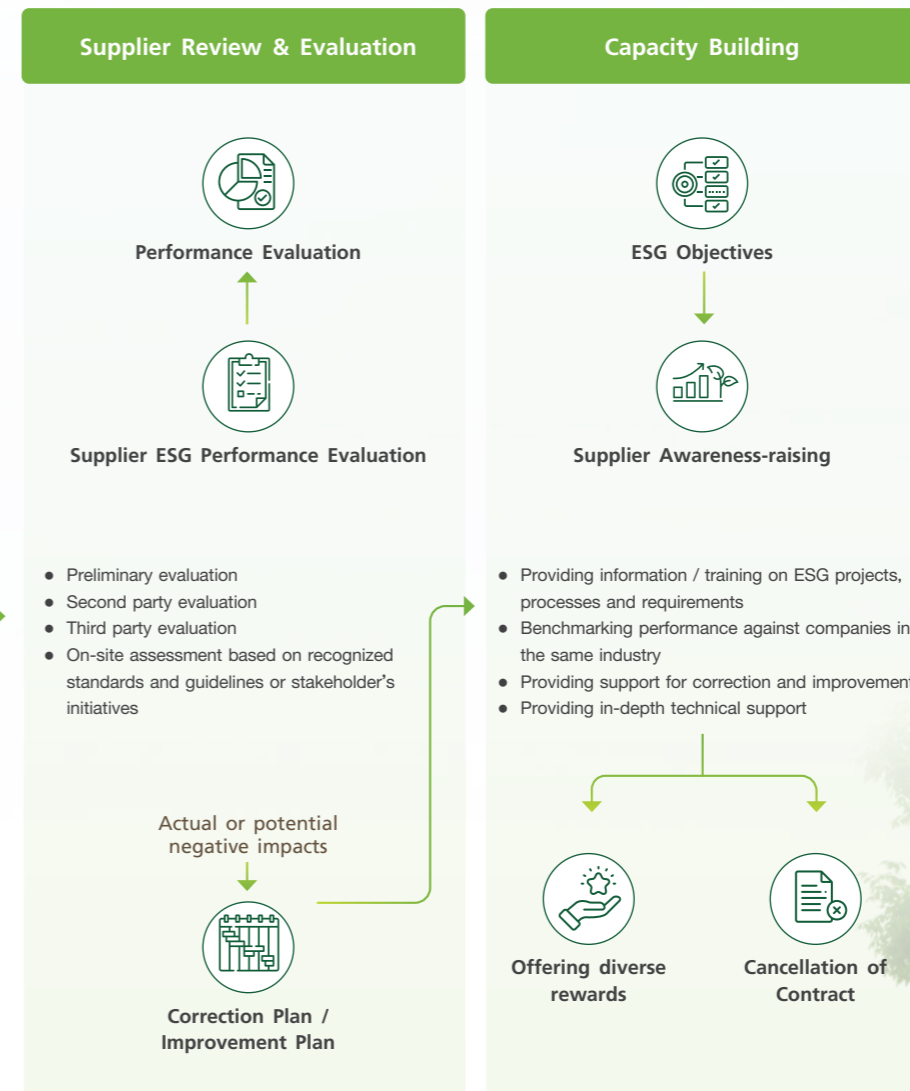 Supplier Review & Evaluation
Performance Evaluation
Supplier ESG Performance Evaluation
● Preliminary evaluation
● Second party evaluation
● Third party evaluation
● On-site assessment based on recognized
standards and guidelines or stakeholder's
initiatives
Actual or potential
negative impacts
Correction Plan /
Improvement Plan
Capacity Building
ESG Objectives
Supplier Awareness-raising
● Providing information / training on ESG projects,
processes and requirements
● Benchmarking performance against companies in
the same industry
● Providing support for correction and improvement
● Providing in-depth technical support
Offering diverse
rewards
Cancellation of
Contract